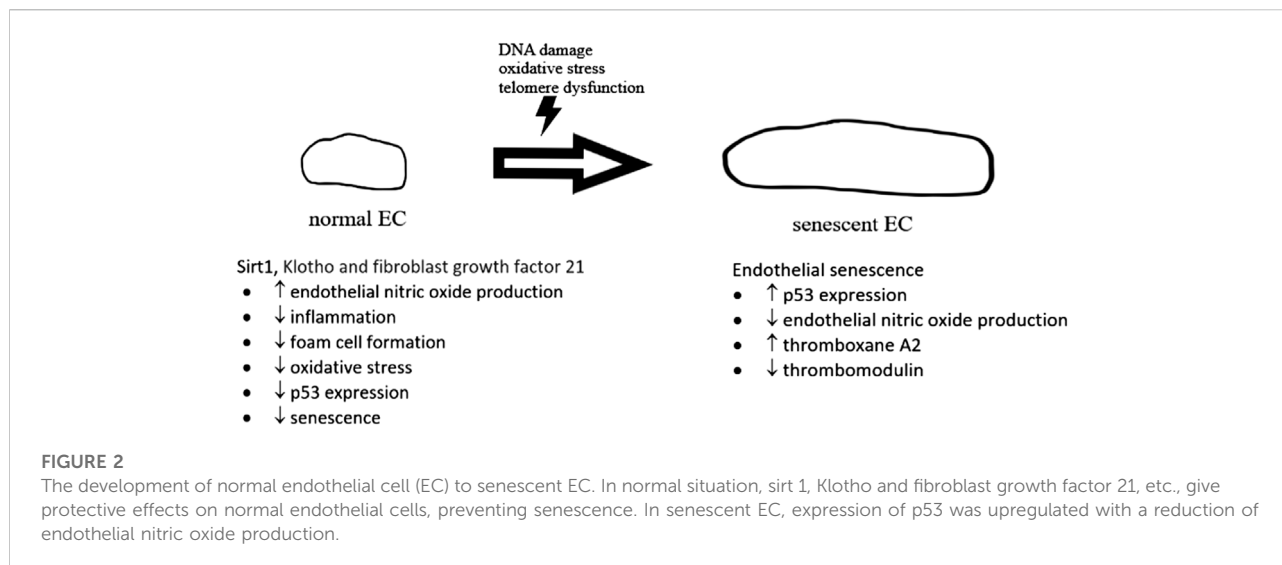 DNA damage
oxidative stress
telomere dysfunction
normal EC
senescent EC
Sirt1, Klotho and fibroblast growth factor 21
• ↑ endothelial nitric oxide production
• ↓ inflammation
• ↓ foam cell formation
• ↓ oxidative stress
• ↓ p53 expression
• ↓ senescence
Endothelial senescence
• ↑ p53 expression
• ↓ endothelial nitric oxide production
• ↑ thromboxane A2
• ↓ thrombomodulin
FIGURE 2
The development of normal endothelial cell (EC) to senescent EC. In normal situation, sirt 1, Klotho and fibroblast growth factor 21, etc., give
protective effects on normal endothelial cells, preventing senescence. In senescent EC, expression of p53 was upregulated with a reduction of
endothelial nitric oxide production.